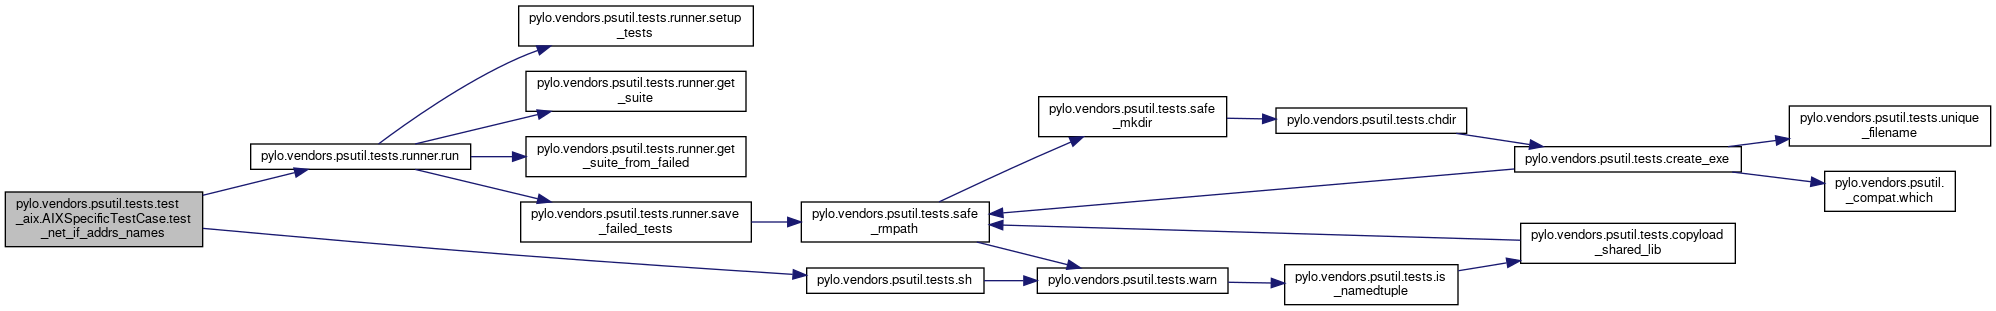 pylo.vendors.psutil.tests.test
_aix.AIXSpecificTestCase.test
_net_if_addrs_names
pylo.vendors.psutil.tests.runner.run
pylo.vendors.psutil.tests.runner.setup
_tests
pylo.vendors.psutil.tests.runner.get
_suite
pylo.vendors.psutil.tests.runner.get
_suite_from_failed
pylo.vendors.psutil.tests.runner.save
_failed_tests
pylo.vendors.psutil.tests.safe
_rmpath
pylo.vendors.psutil.tests.sh
pylo.vendors.psutil.tests.safe
_mkdir
pylo.vendors.psutil.tests.warn
pylo.vendors.psutil.tests.chdir
pylo.vendors.psutil.tests.is
_namedtuple
pylo.vendors.psutil.tests.create_exe
pylo.vendors.psutil.tests.copyload
_shared_lib
pylo.vendors.psutil.tests.unique
_filename
pylo.vendors.psutil.
_compat.which